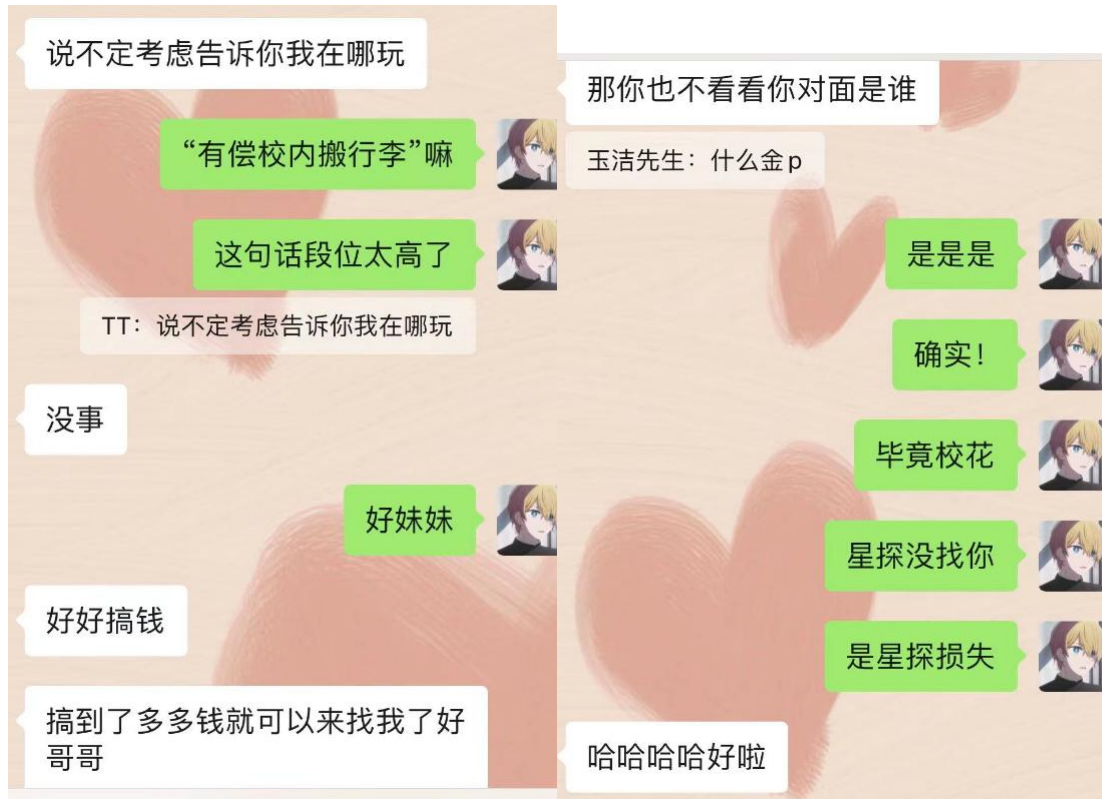 说不定考虑告诉你我在哪玩
“有偿校内搬行李”嘛
这句话段位太高了
TT：说不定考虑告诉你我在哪玩
没事
好妹妹
好好搞钱
搞到了多多钱就可以来找我了好
哥哥
那你也不看看你对面是谁
玉洁先生：什么金p
是是是
确实！
毕竟校花
星探没找你
是星探损失
哈哈哈哈好啦